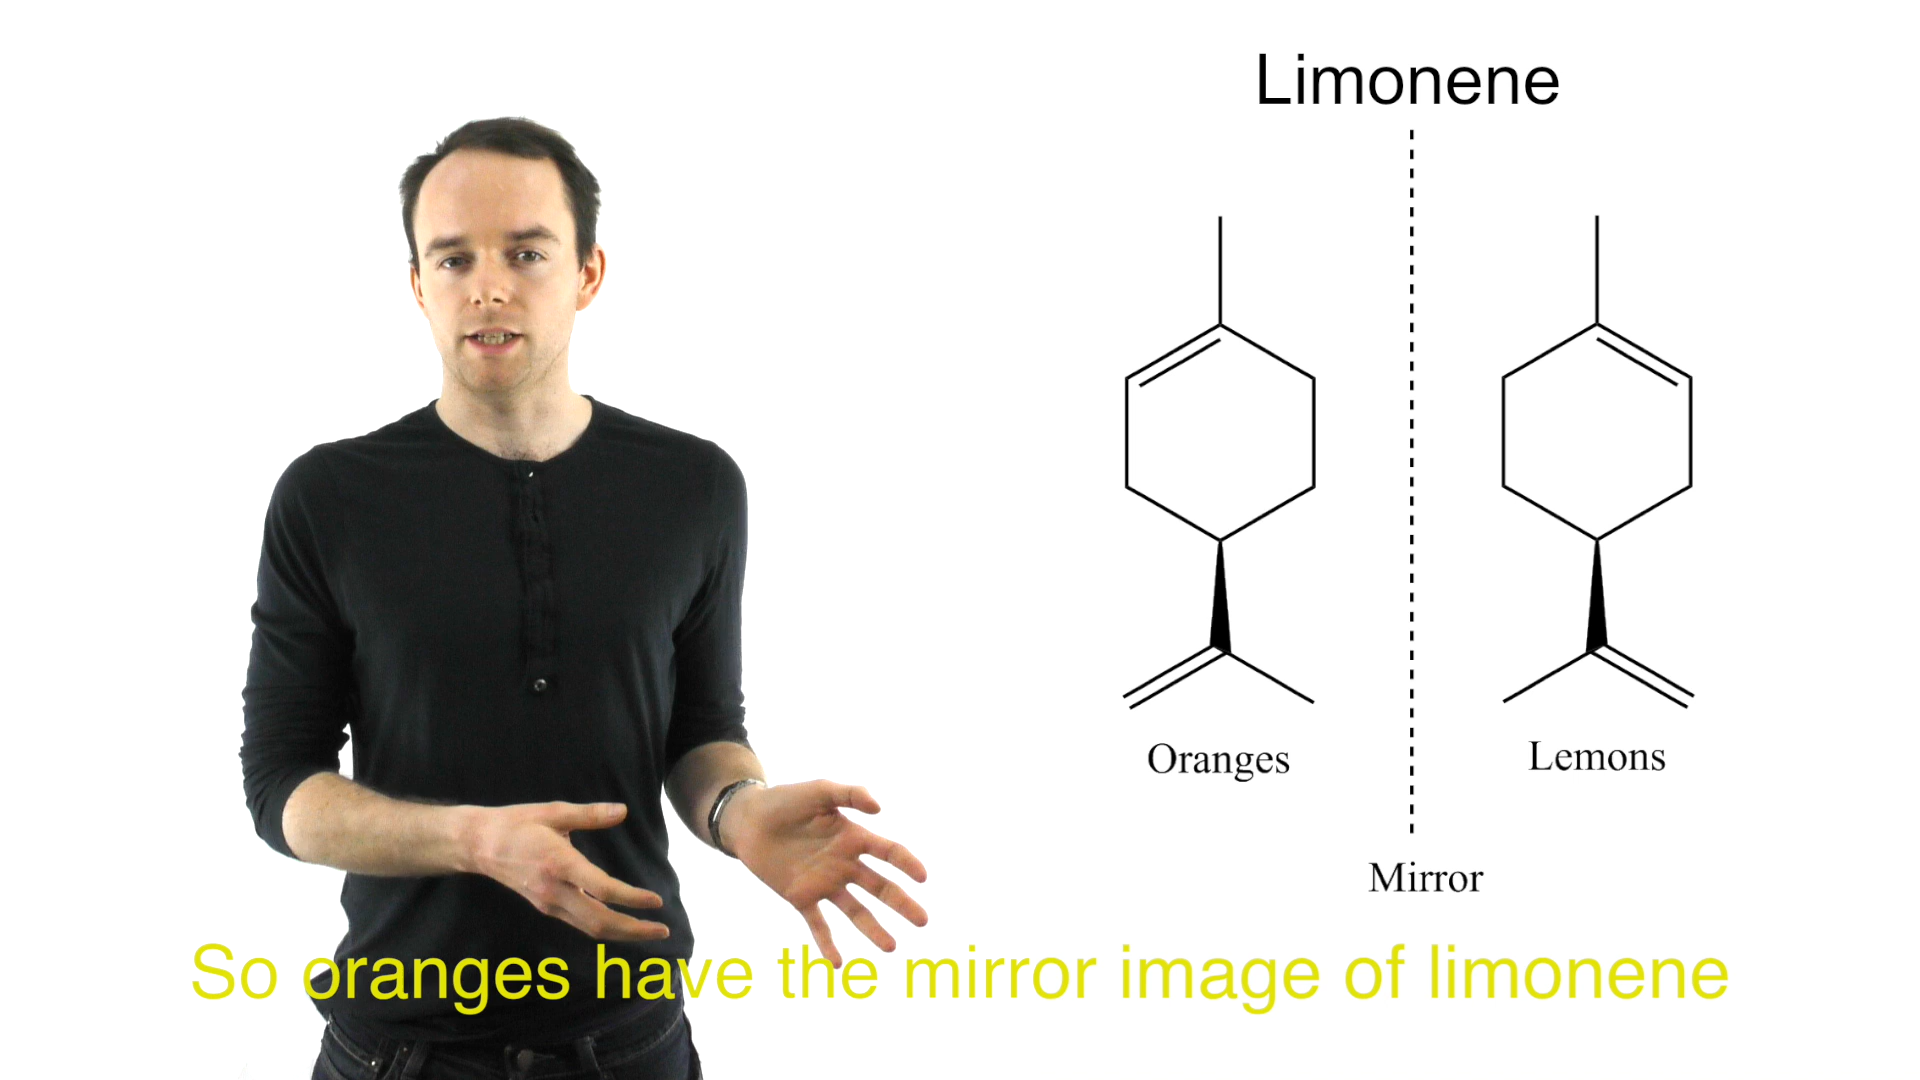 Limonene
Oranges
Lemons
Mirror
So oranges have the mirror image of limonene